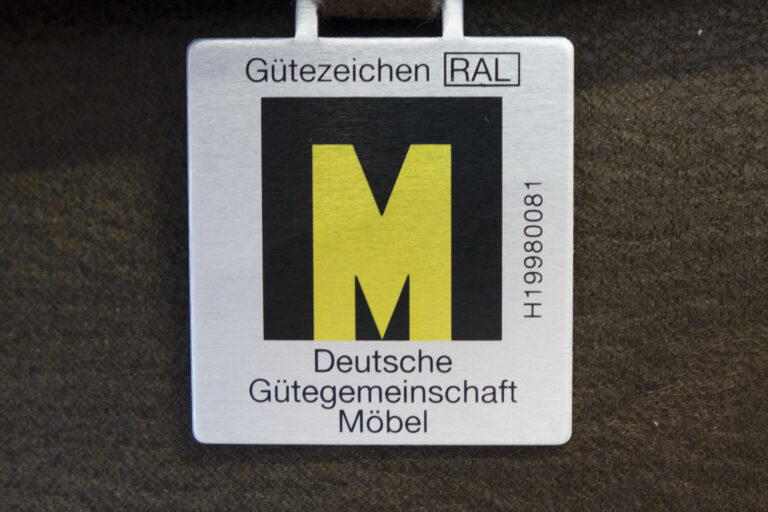 Gütezeichen RAL
M
H19980081
Deutsche
Gütegemeinschaft
Möbel